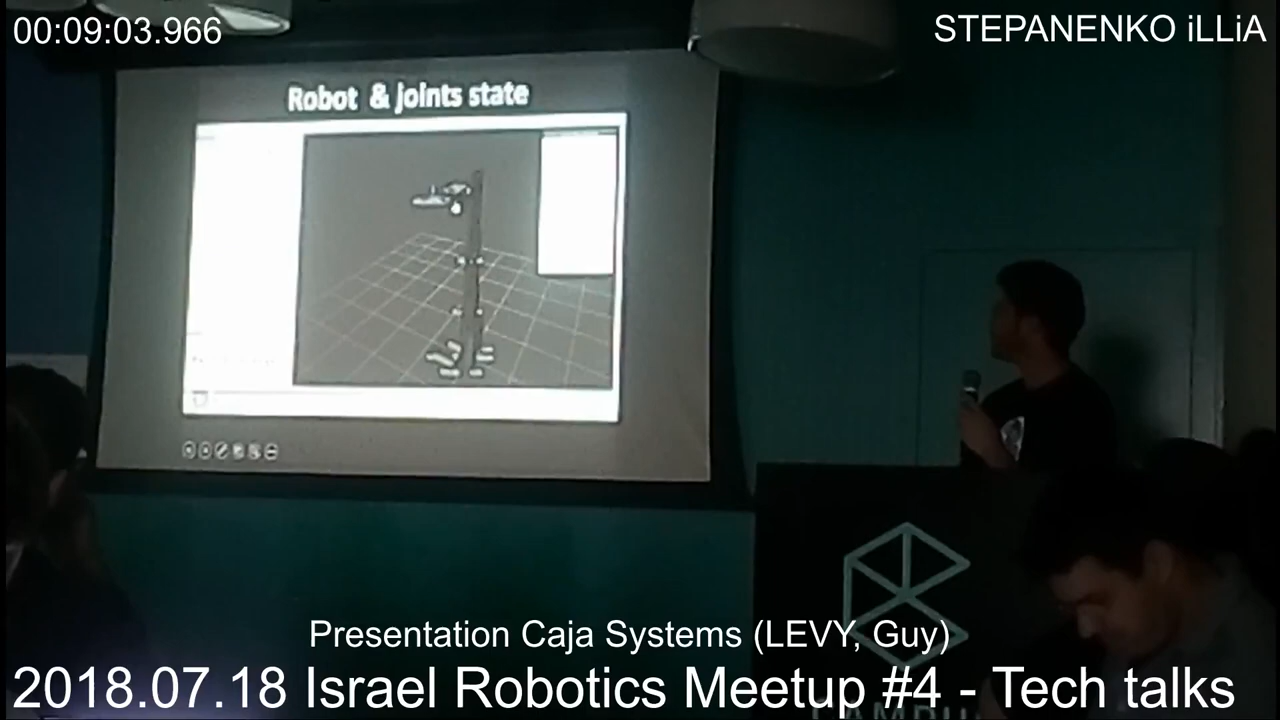 00:09:03.966
STEPANENKO iLLiA
Robot & joints state
Presentation Caja Systems (LEVY, Guy)
2018.07.18 Israel Robotics Meetup #4 - Tech talks